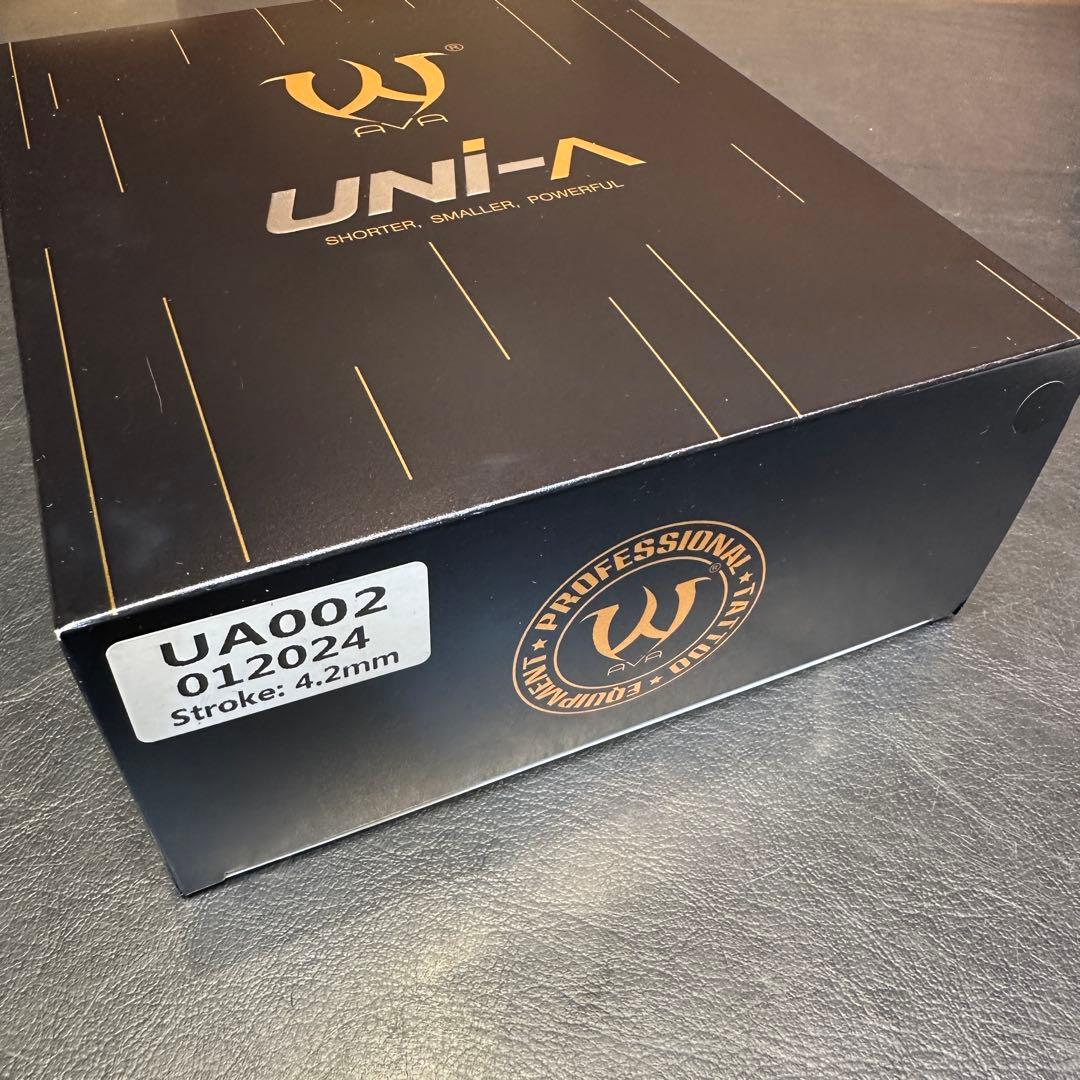 ®
AVA
UNi-A
SHORTER, SMALLER, POWERFUL
UA002
012024
Stroke: 4.2mm
★ PROFESSIONAL ★ TATTOO ★ EQUIPMENT
®
AVA